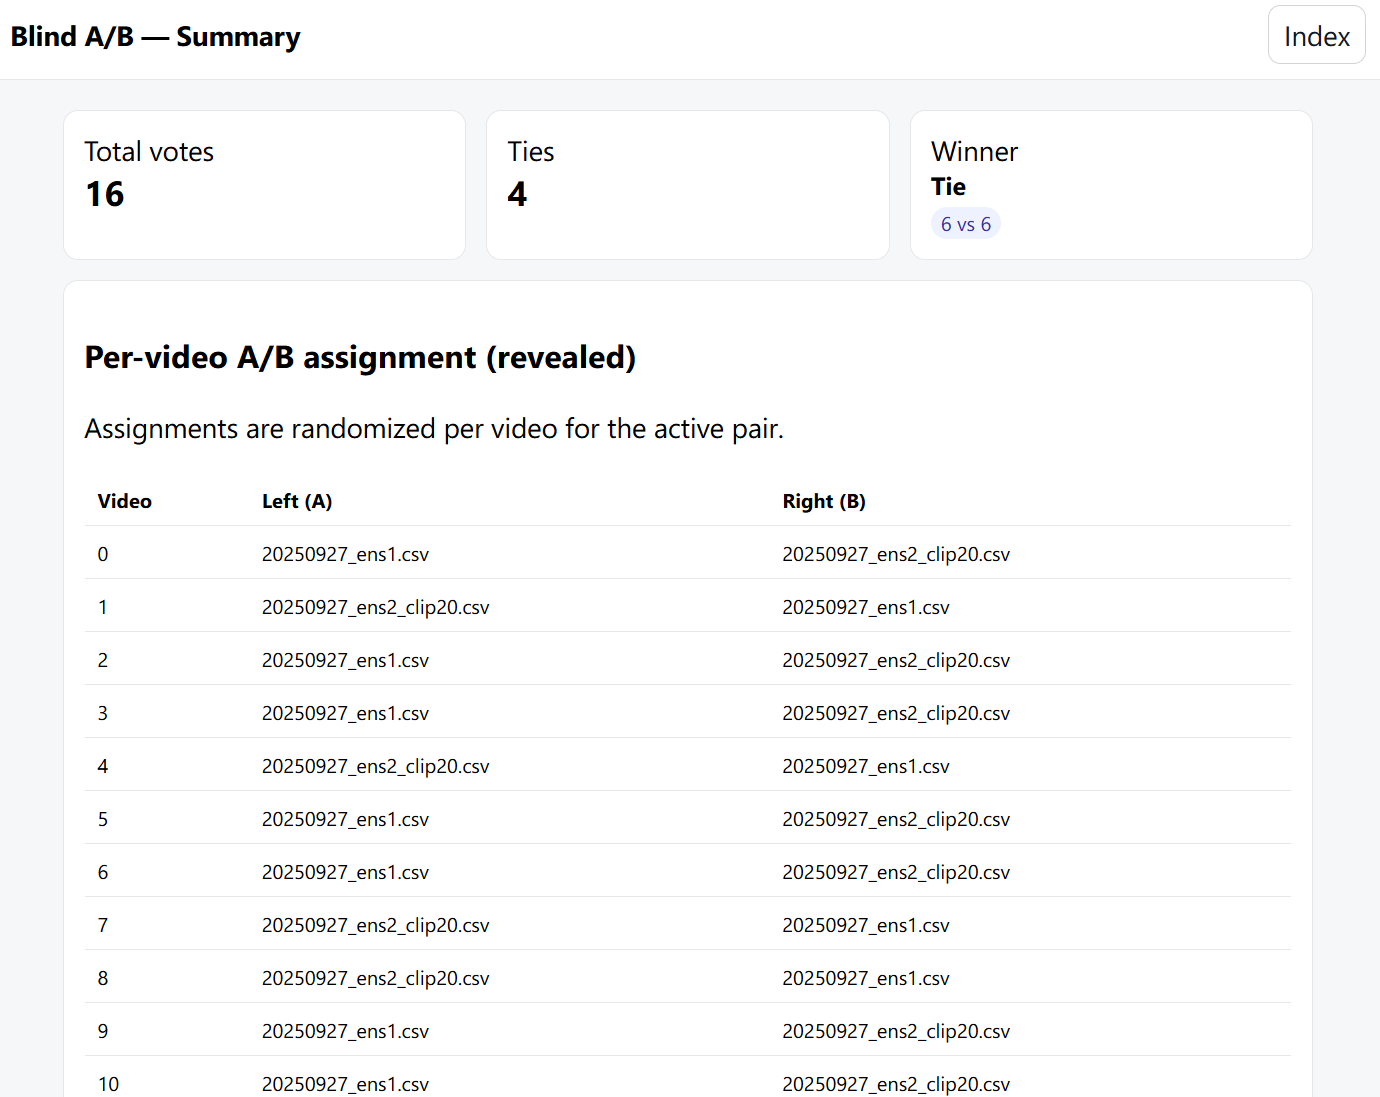 Blind A/B — Summary
Index
Total votes
16
Ties
4
Winner
Tie
6 vs 6
Per-video A/B assignment (revealed)
Assignments are randomized per video for the active pair.
Video Left (A) Right (B)
0 20250927_ens1.csv 20250927_ens2_clip20.csv
1 20250927_ens2_clip20.csv 20250927_ens1.csv
2 20250927_ens1.csv 20250927_ens2_clip20.csv
3 20250927_ens1.csv 20250927_ens2_clip20.csv
4 20250927_ens2_clip20.csv 20250927_ens1.csv
5 20250927_ens1.csv 20250927_ens2_clip20.csv
6 20250927_ens1.csv 20250927_ens2_clip20.csv
7 20250927_ens2_clip20.csv 20250927_ens1.csv
8 20250927_ens2_clip20.csv 20250927_ens1.csv
9 20250927_ens1.csv 20250927_ens2_clip20.csv
10 20250927_ens1.csv 20250927_ens2_clip20.csv